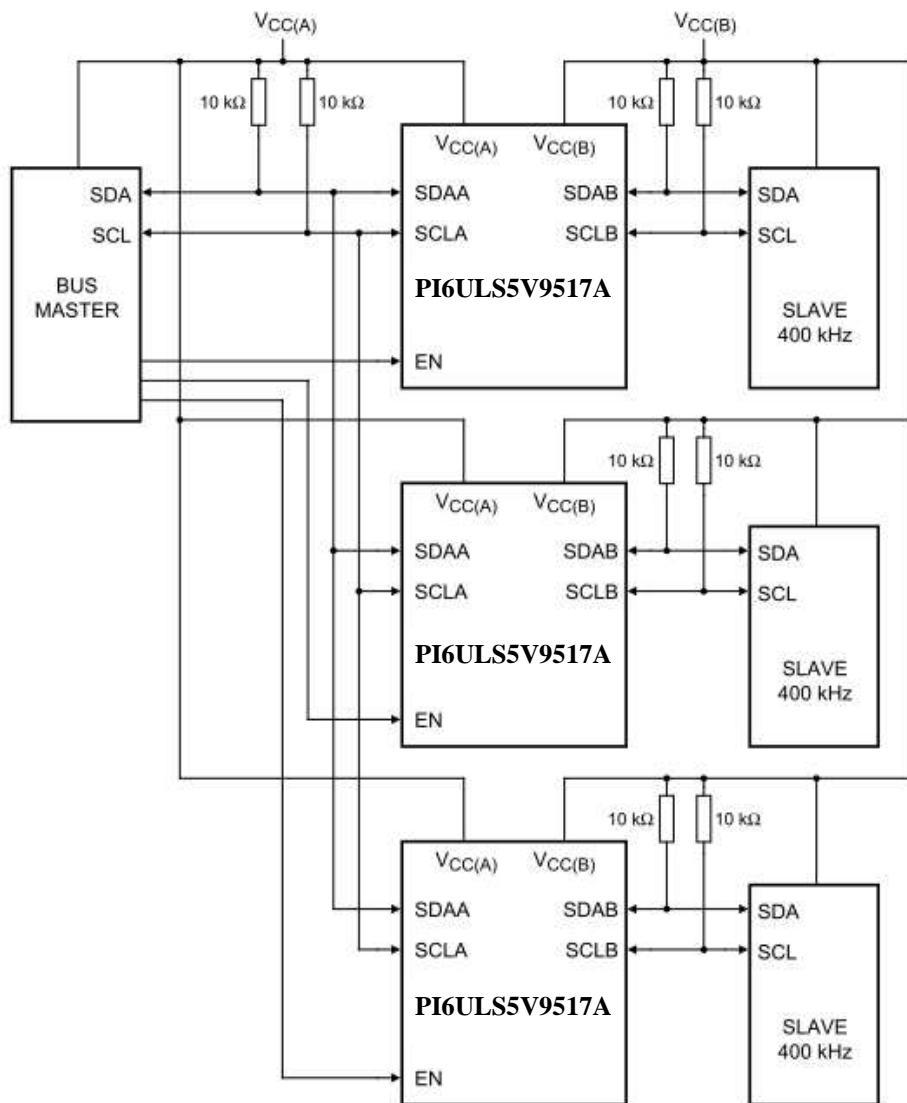 VCC(A)
VCC(B)
10 kΩ
10 kΩ
10 kΩ
10 kΩ
VCC(A)
VCC(B)
SDA
SCL
BUS
MASTER
SDAA
SCLA
SDAB
SCLB
PI6ULS5V9517A
EN
SDA
SCL
SLAVE
400 kHz
10 kΩ
10 kΩ
VCC(A)
VCC(B)
SDAA
SCLA
SDAB
SCLB
PI6ULS5V9517A
EN
SDA
SCL
SLAVE
400 kHz
10 kΩ
10 kΩ
VCC(A)
VCC(B)
SDAA
SCLA
SDAB
SCLB
PI6ULS5V9517A
EN
SDA
SCL
SLAVE
400 kHz